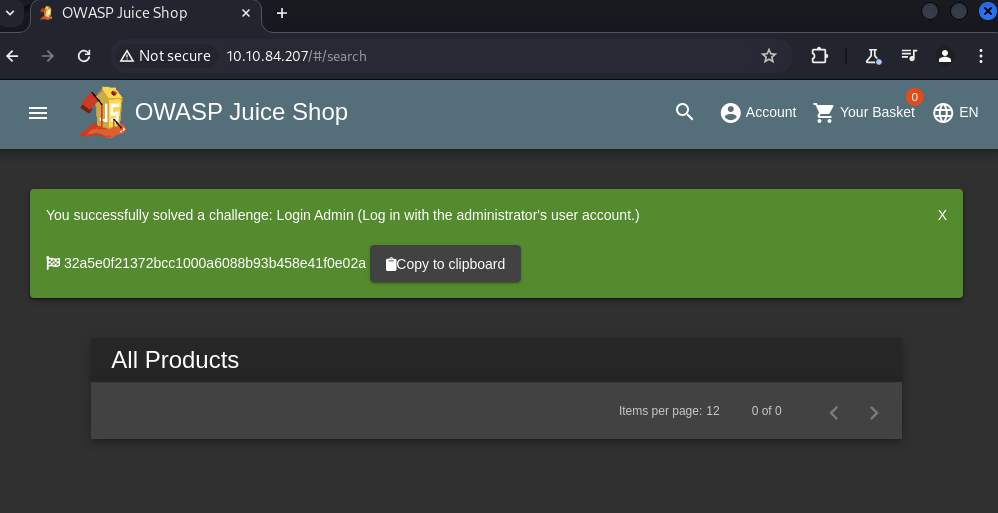 OWASP Juice Shop
Not secure 10.10.84.207/#/search
OWASP Juice Shop
Account
0
Your Basket
EN
You successfully solved a challenge: Login Admin (Log in with the administrator's user account.) X
32a5e0f21372bcc1000a6088b93b458e41f0e02a Copy to clipboard
All Products
Items per page: 12 0 of 0